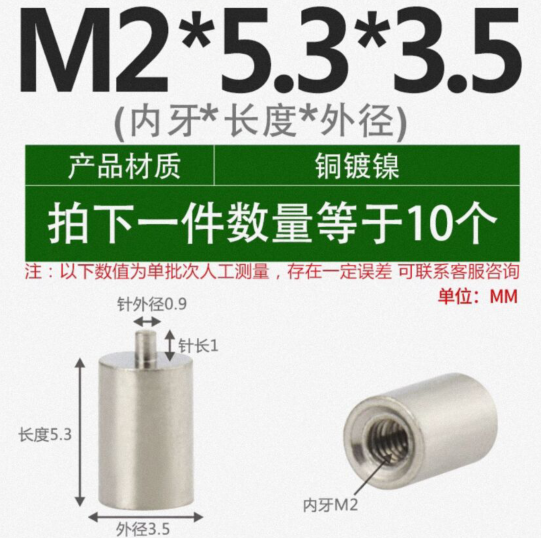 M2*5.3*3.5
(内牙*长度*外径)
产品材质 铜镀镍
拍下一件数量等于10个
注：以下数值为单批次人工测量，存在一定误差 可联系客服咨询
单位：MM
针外径0.9
针长1
长度5.3
外径3.5
内牙M2